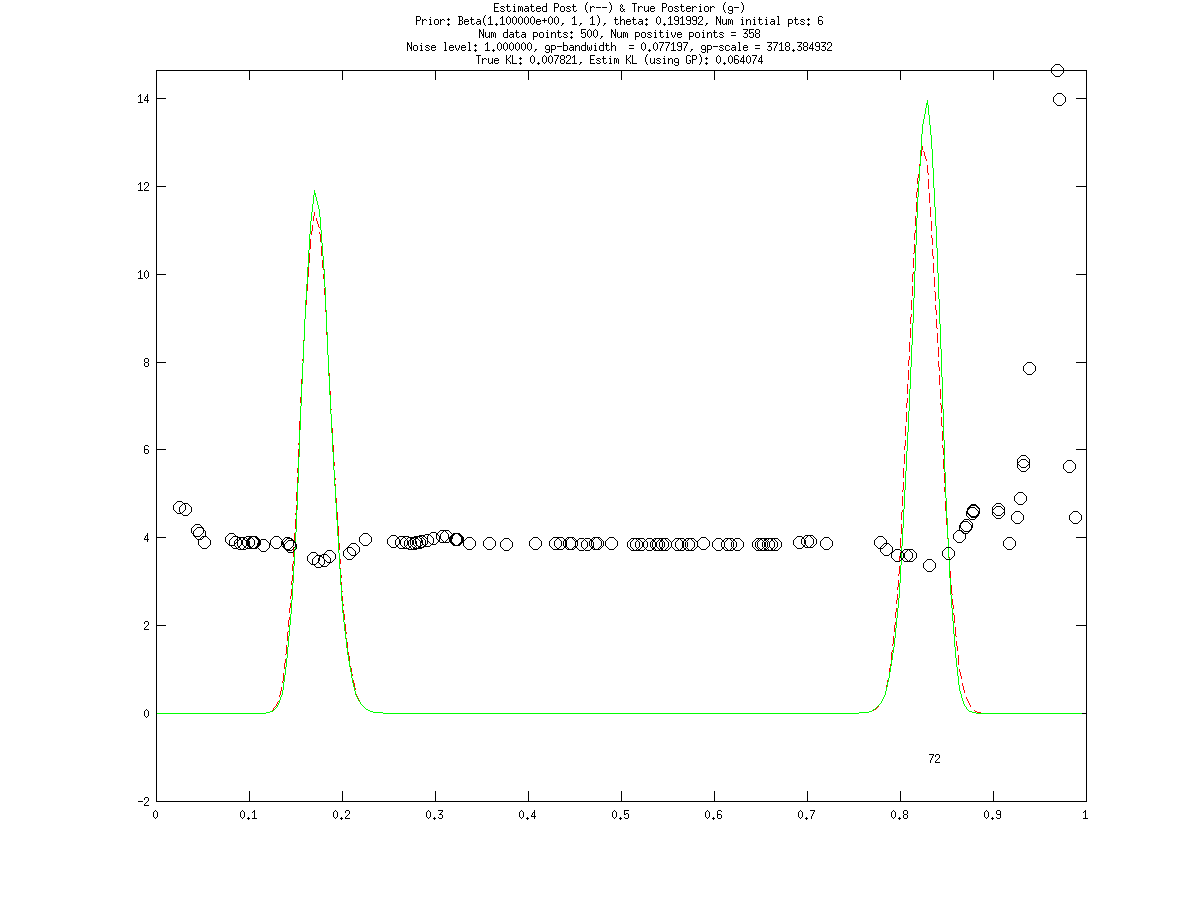 Estimated Post (r--) & True Posterior (g-)
Prior: Beta(1.100000e+00, 1, 1), theta: 0.191992, Num initial pts: 6
Num data points: 500, Num positive points = 358
Noise level: 1.000000, gp-bandwidth  = 0.077197, gp-scale = 3718.384932
True KL: 0.007821, Estim KL (using GP): 0.064074
14
12
10
8
6
4
2
0
72
-2
0 0.1 0.2 0.3 0.4 0.5 0.6 0.7 0.8 0.9 1